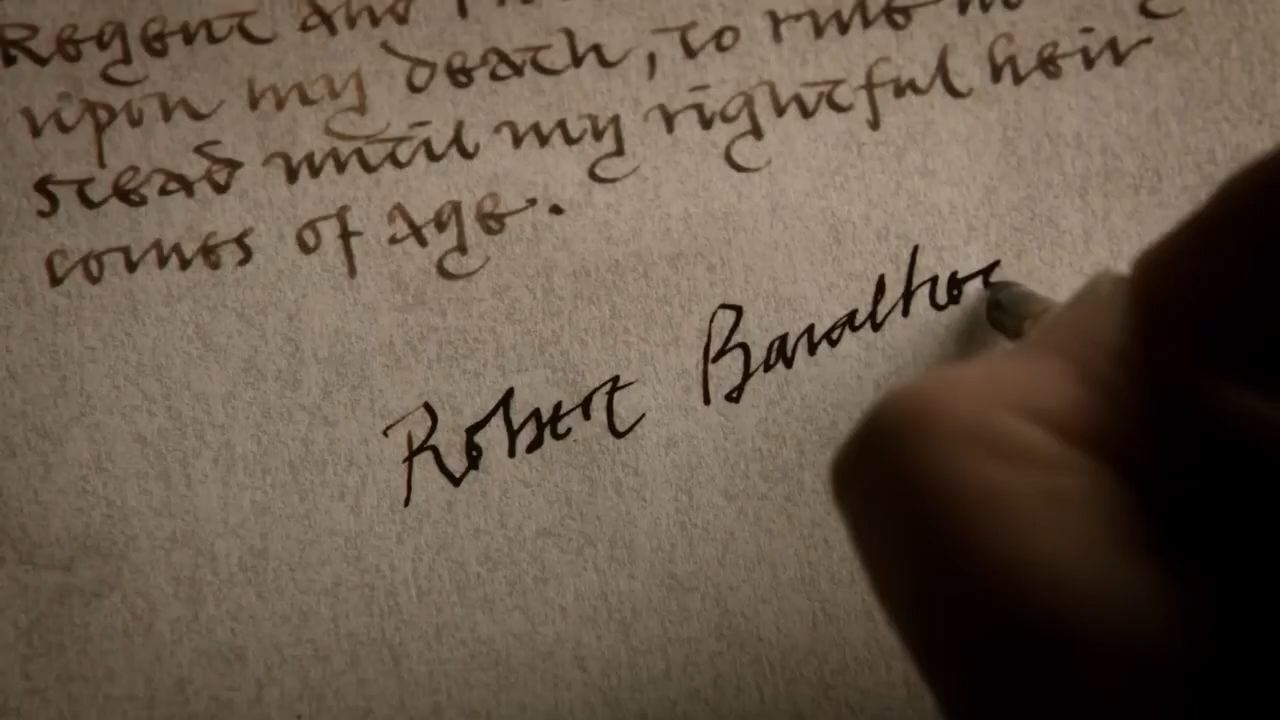 Regent and
upon my death, to rule
stead until my rightful heir
comes of Age.
Robert Baratheo